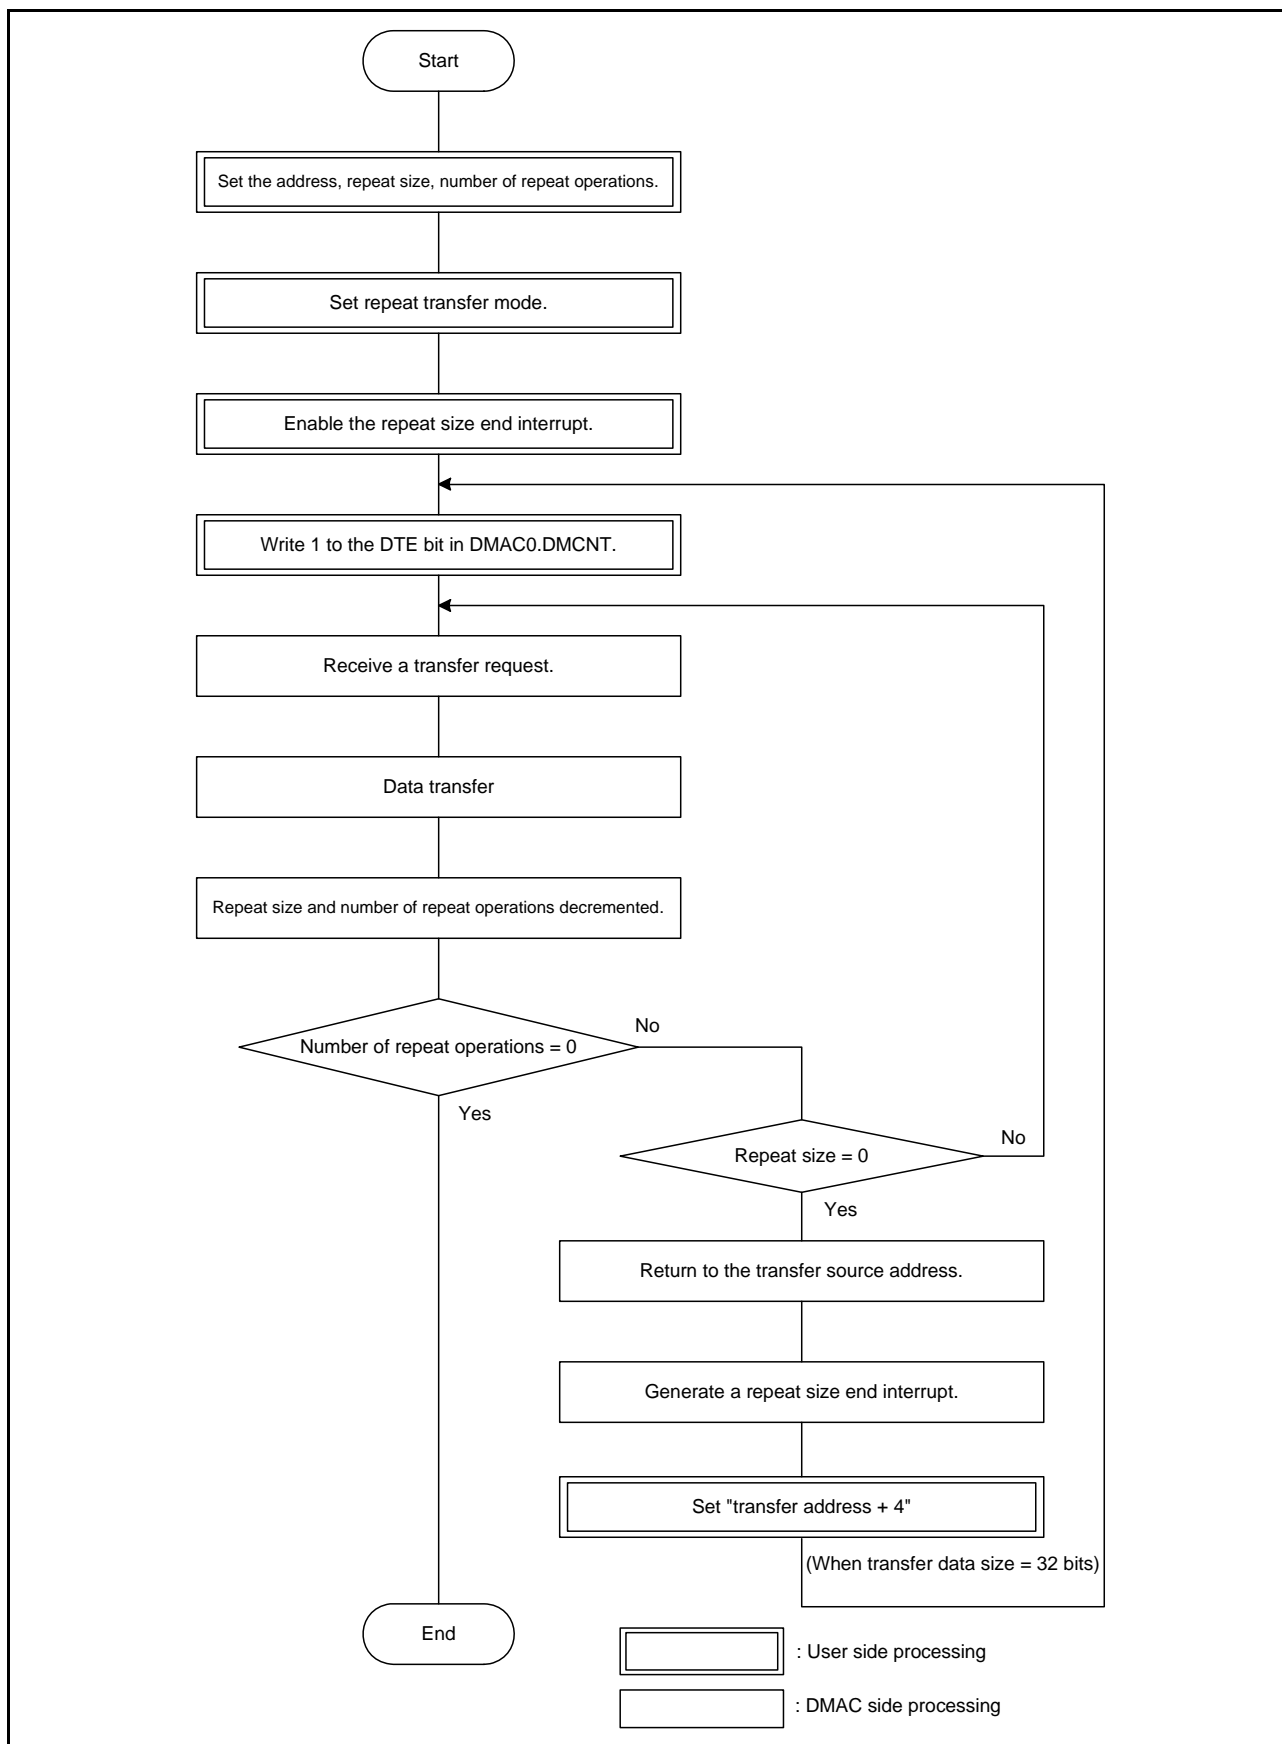 Start
Set the address, repeat size, number of repeat operations.
Set repeat transfer mode.
Enable the repeat size end interrupt.
Write 1 to the DTE bit in DMAC0.DMCNT.
Receive a transfer request.
Data transfer
Repeat size and number of repeat operations decremented.
Number of repeat operations = 0
No
Yes
Repeat size = 0
No
Yes
Return to the transfer source address.
Generate a repeat size end interrupt.
Set "transfer address + 4"
(When transfer data size = 32 bits)
End
: User side processing
: DMAC side processing